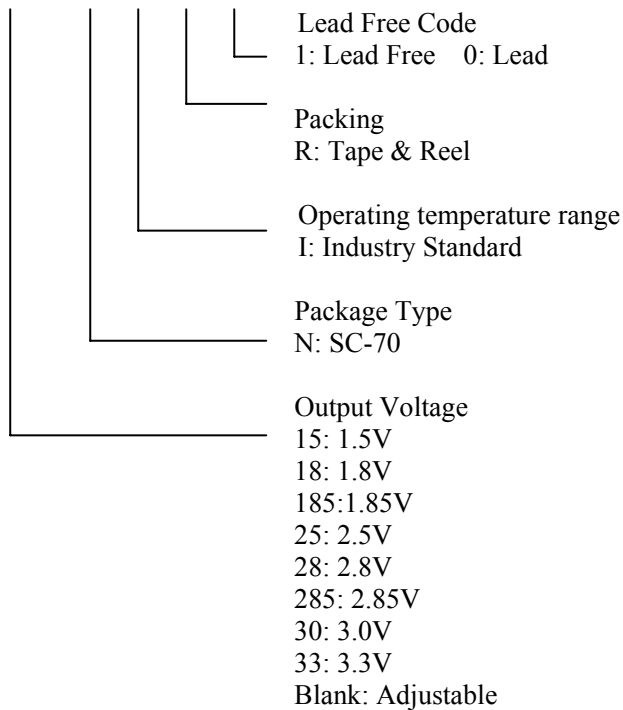 Lead Free Code
1: Lead Free 0: Lead
Packing
R: Tape & Reel
Operating temperature range
I: Industry Standard
Package Type
N: SC-70
Output Voltage
15: 1.5V
18: 1.8V
185:1.85V
25: 2.5V
28: 2.8V
285: 2.85V
30: 3.0V
33: 3.3V
Blank: Adjustable